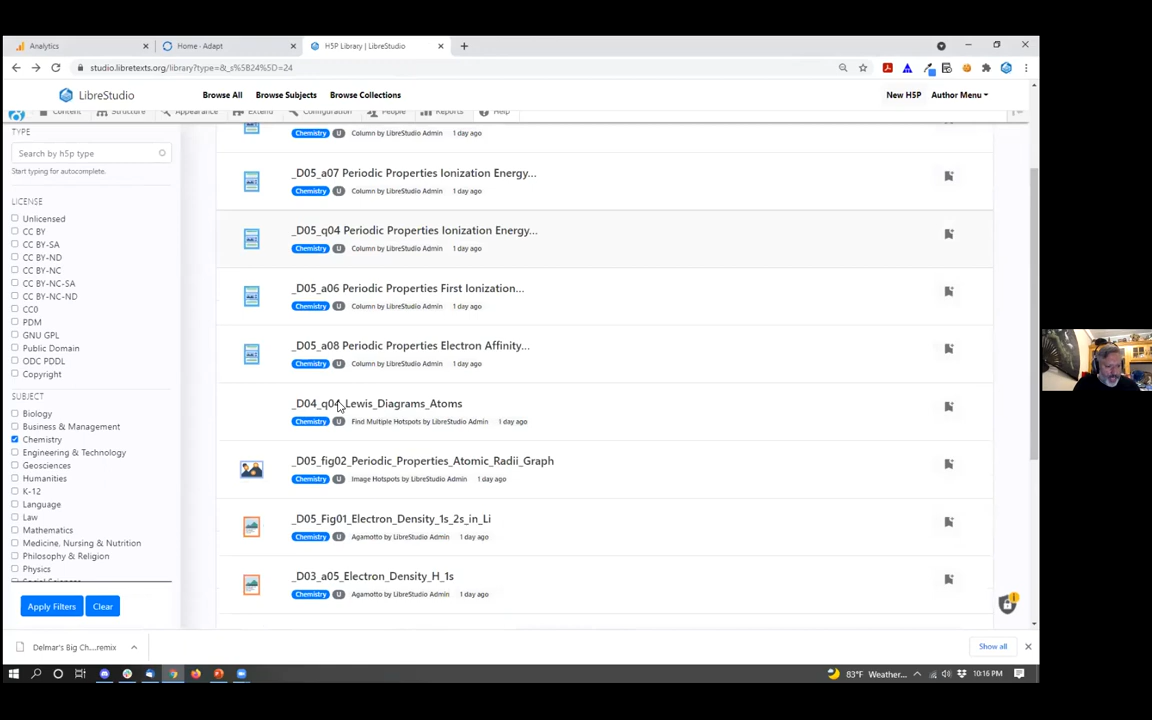 Analytics
Home - Adapt
H5P Library | LibreStudio
studio.libretexts.org/library?type=&_s%5B24%5D=24
LibreStudio
Browse All
Browse Subjects
Browse Collections
New H5P
Author Menu
Content
Structure
Appearance
Extend
Configuration
People
Reports
Help
TYPE
Search by h5p type
Start typing for autocomplete.
LICENSE
Unlicensed
CC BY
CC BY-SA
CC BY-ND
CC BY-NC
CC BY-NC-SA
CC BY-NC-ND
CC0
PDM
GNU GPL
Public Domain
ODC PDDL
Copyright
SUBJECT
Biology
Business & Management
Chemistry
Engineering & Technology
Geosciences
Humanities
K-12
Language
Law
Mathematics
Medicine, Nursing & Nutrition
Philosophy & Religion
Physics
Social Sciences
Apply Filters
Clear
Chemistry U Column by LibreStudio Admin 1 day ago
_D05_a07 Periodic Properties Ionization Energy...
Chemistry U Column by LibreStudio Admin 1 day ago
_D05_q04 Periodic Properties Ionization Energy...
Chemistry U Column by LibreStudio Admin 1 day ago
_D05_a06 Periodic Properties First Ionization...
Chemistry U Column by LibreStudio Admin 1 day ago
_D05_a08 Periodic Properties Electron Affinity...
Chemistry U Column by LibreStudio Admin 1 day ago
_D04_q04_Lewis_Diagrams_Atoms
Chemistry U Find Multiple Hotspots by LibreStudio Admin 1 day ago
_D05_fig02_Periodic_Properties_Atomic_Radii_Graph
Chemistry U Image Hotspots by LibreStudio Admin 1 day ago
_D05_Fig01_Electron_Density_1s_2s_in_Li
Chemistry U Agamotto by LibreStudio Admin 1 day ago
_D03_a05_Electron_Density_H_1s
Chemistry U Agamotto by LibreStudio Admin 1 day ago
Delmar's Big Ch....remix
Show all
83°F Weather...
10:16 PM